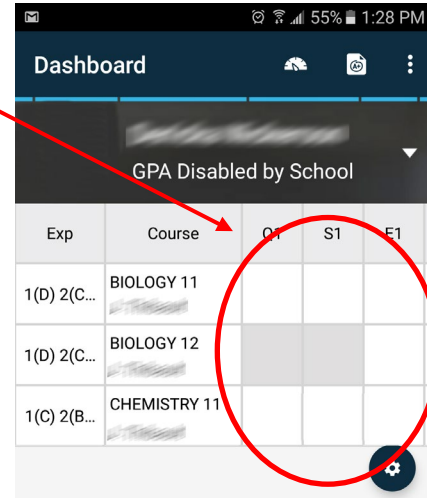 55% 1:28 PM
Dashboard A+
GPA Disabled by School
Exp Course Q1 S1 E1
1(D) 2(C... BIOLOGY 11
1(D) 2(C... BIOLOGY 12
1(C) 2(B... CHEMISTRY 11